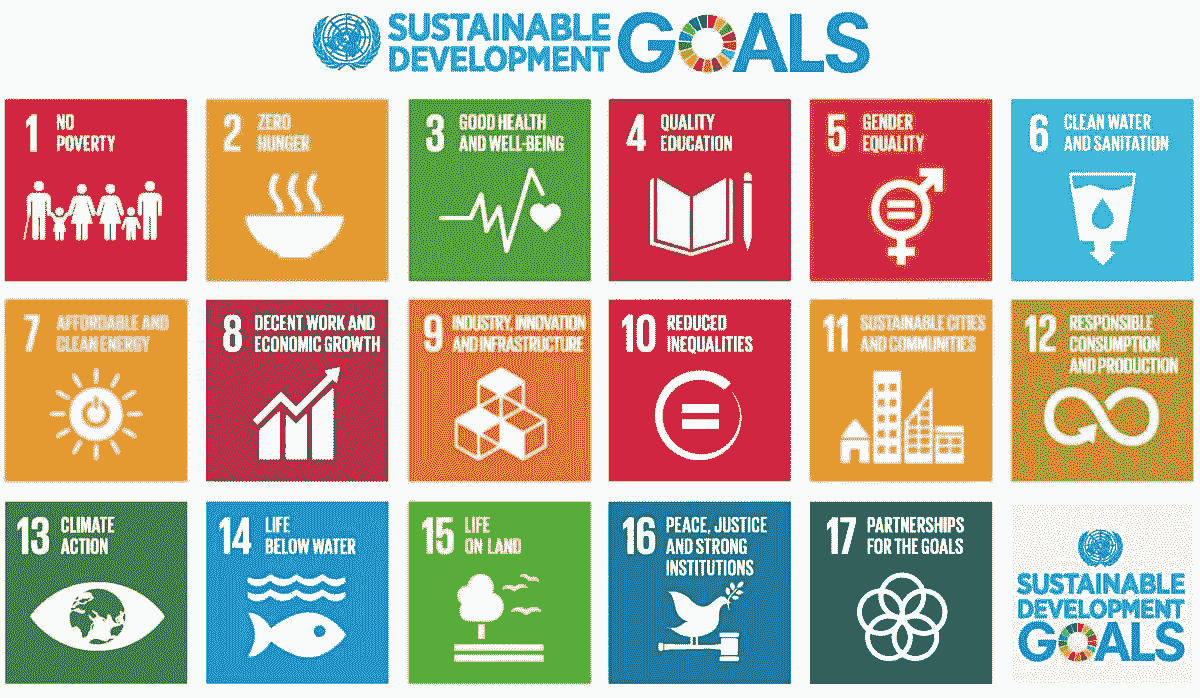 SUSTAINABLE
DEVELOPMENT
GOALS
1 NO
POVERTY
2 ZERO
HUNGER
3 GOOD HEALTH
AND WELL-BEING
4 QUALITY
EDUCATION
5 GENDER
EQUALITY
6 CLEAN WATER
AND SANITATION
7 AFFORDABLE AND
CLEAN ENERGY
8 DECENT WORK AND
ECONOMIC GROWTH
9 INDUSTRY, INNOVATION
AND INFRASTRUCTURE
10 REDUCED
INEQUALITIES
11 SUSTAINABLE CITIES
AND COMMUNITIES
12 RESPONSIBLE
CONSUMPTION
AND PRODUCTION
13 CLIMATE
ACTION
14 LIFE
BELOW WATER
15 LIFE
ON LAND
16 PEACE, JUSTICE
AND STRONG
INSTITUTIONS
17 PARTNERSHIPS
FOR THE GOALS
SUSTAINABLE
DEVELOPMENT
GOALS